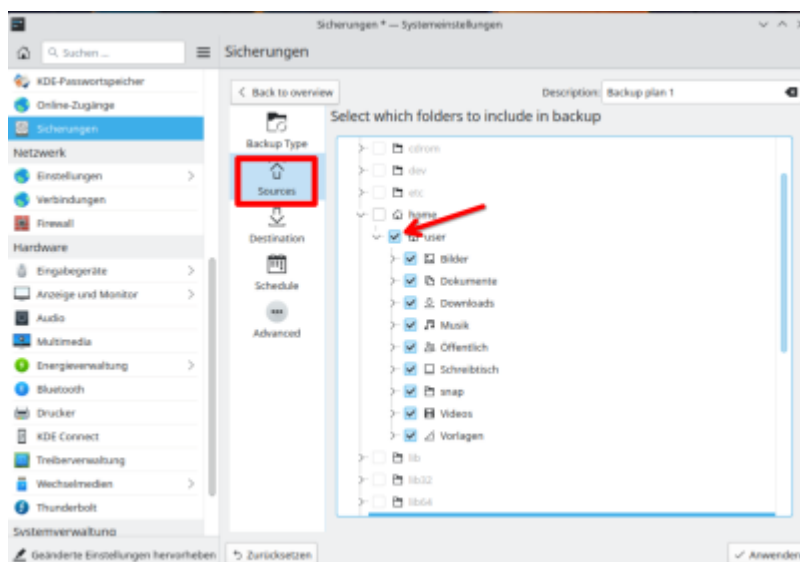 Sicherungen * — Systemeinstellungen
Suchen ...
Sicherungen
KDE-Passwortspeicher
Online-Zugänge
Sicherungen
Netzwerk
Einstellungen
Verbindungen
Firewall
Hardware
Eingabegeräte
Anzeige und Monitor
Audio
Multimedia
Energieverwaltung
Bluetooth
Drucker
KDE Connect
Treiberverwaltung
Wechselmedien
Thunderbolt
Systemverwaltung
Geänderte Einstellungen hervorheben
Back to overview
Description: Backup plan 1
Select which folders to include in backup
Backup Type
Sources
Destination
Schedule
Advanced
cdrom
dev
etc
home
user
Bilder
Dokumente
Downloads
Musik
Öffentlich
Schreibtisch
snap
Videos
Vorlagen
lib
lib32
lib64
Zurücksetzen
Anwenden